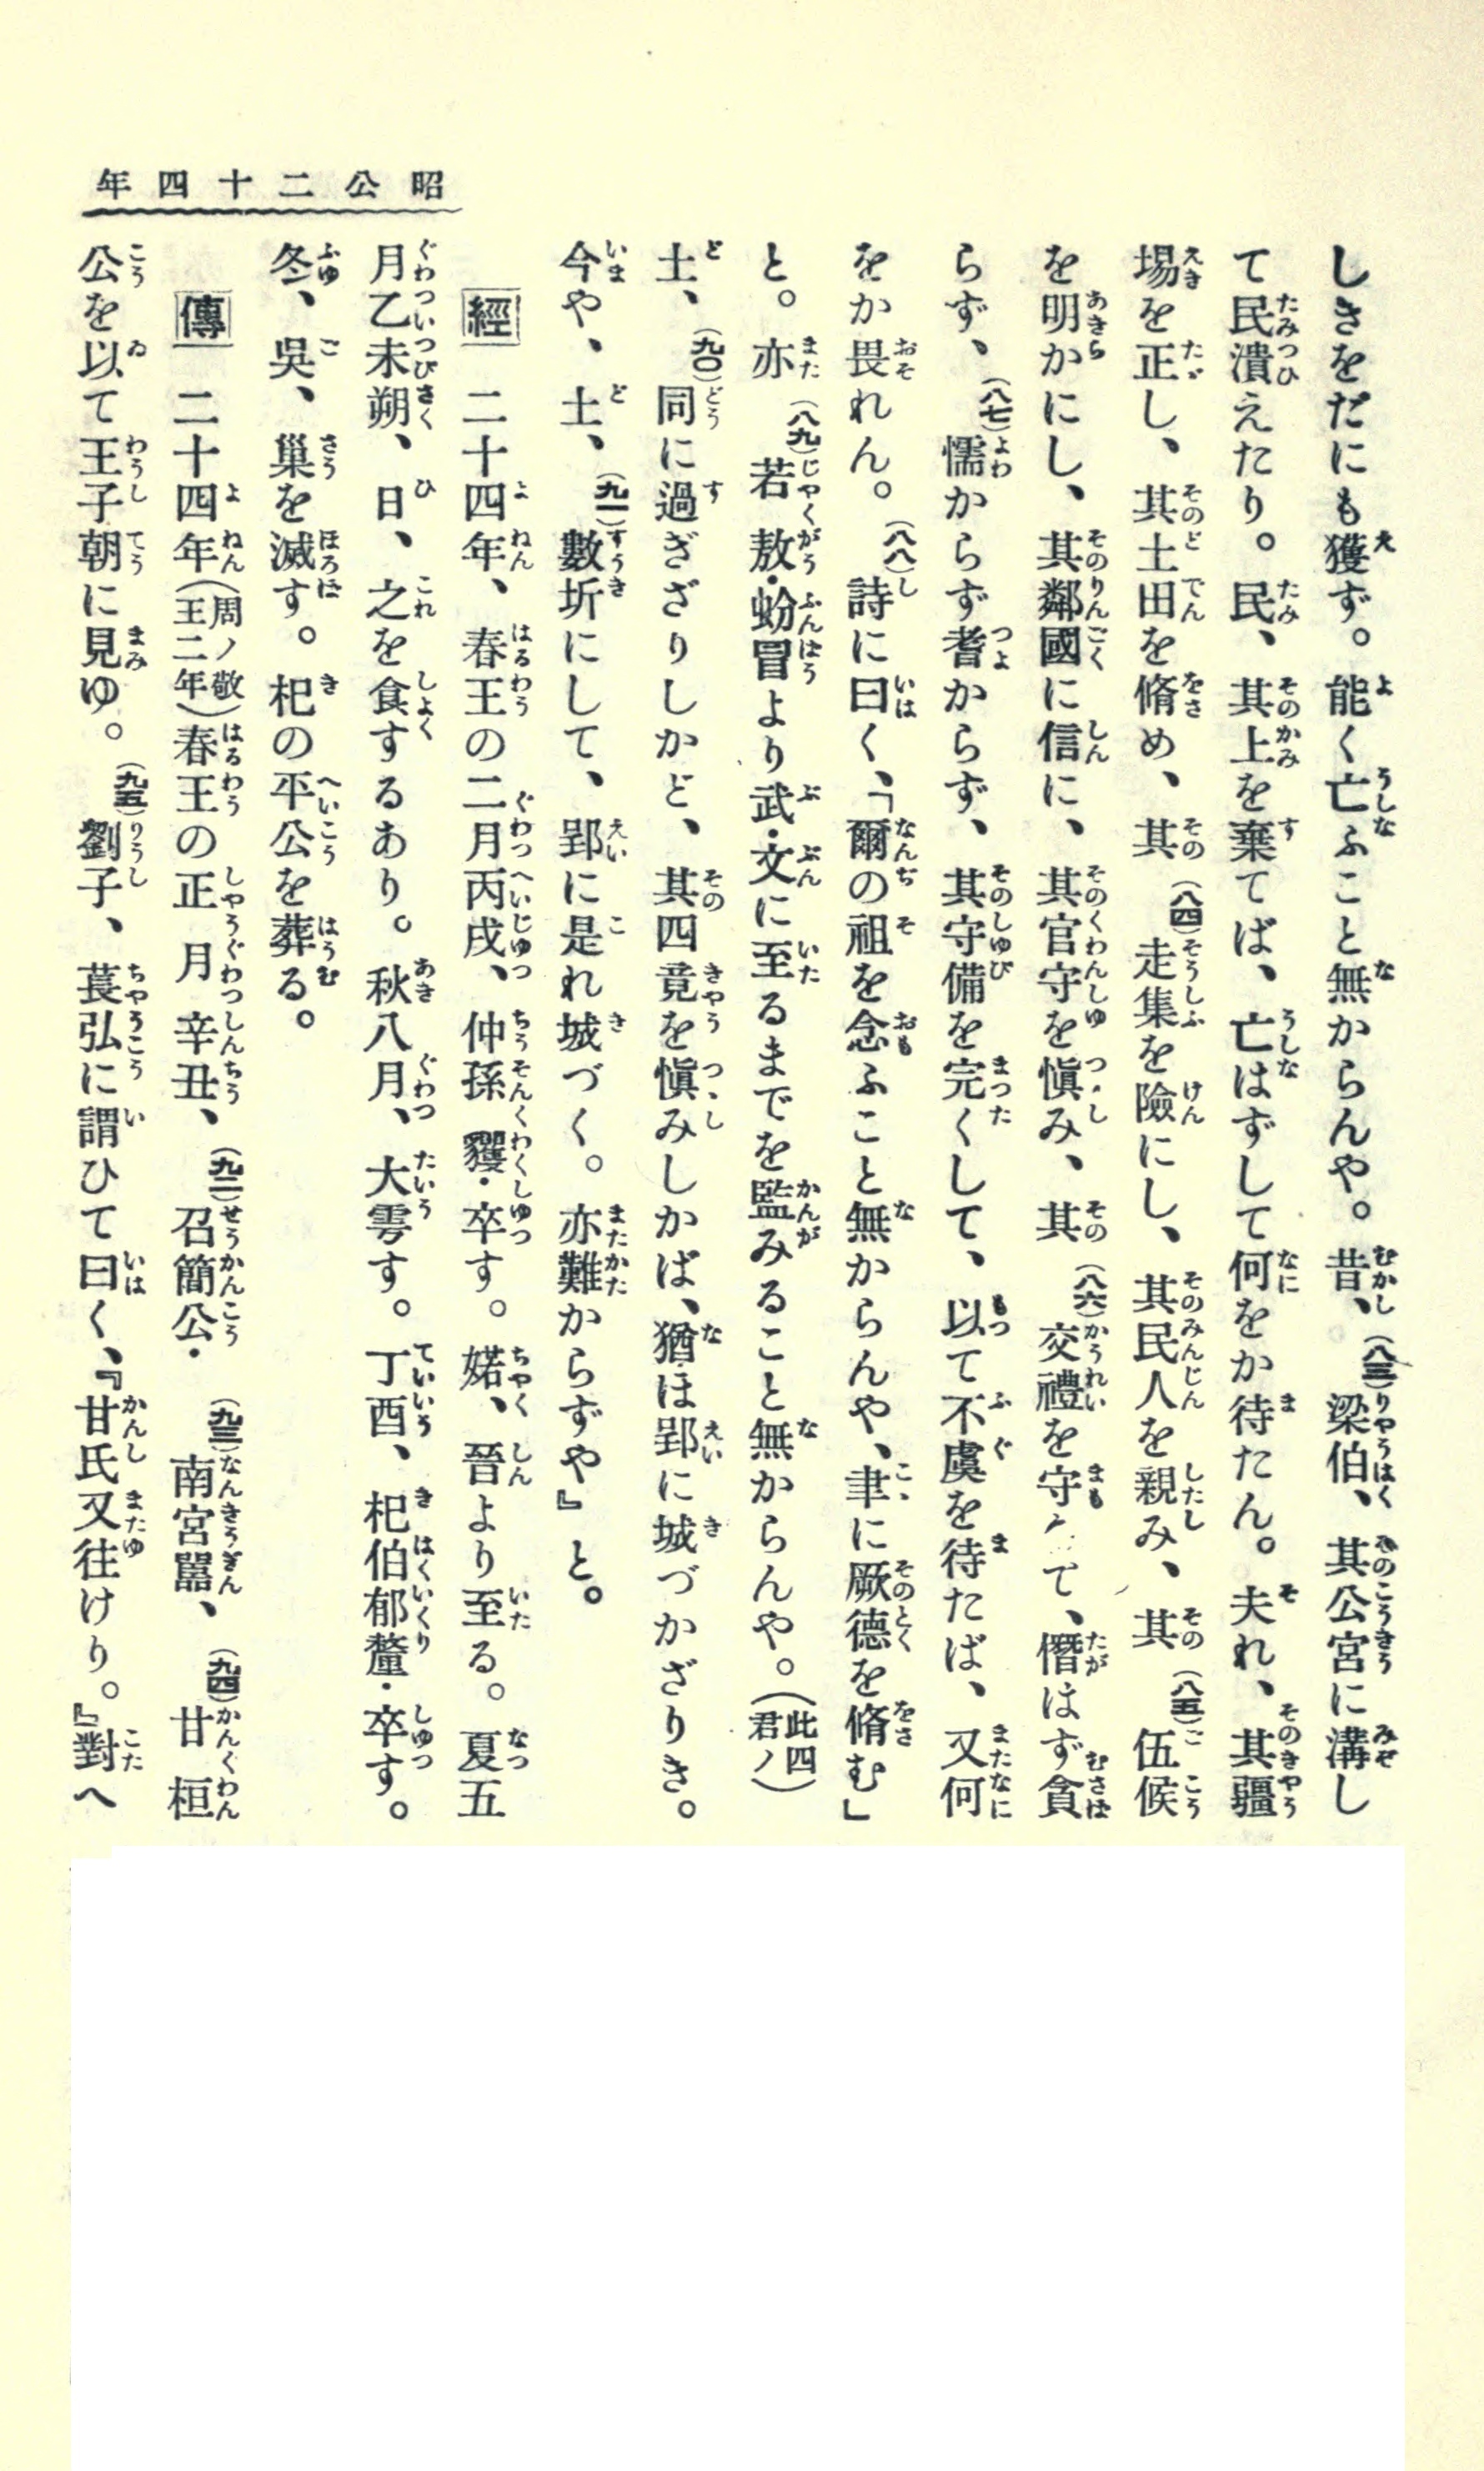 昭公二十四年
しきをだにも獲ず。能く亡ふこと無からんや。昔、(八三)梁伯、其公宮に溝し
て民潰えたり。民、其上を棄てば、亡はずして何をか待たん。夫れ、其疆
埸を正し、其土田を脩め、其(八四)走集を險にし、其民人を親み、其(八五)伍候
を明かにし、其鄰國に信に、其官守を愼み、其(八六)交禮を守て、僭はず貪
らず、(八七)懦からず耆からず、其守備を完くして、以て不虞を待たば、又何
をか畏れん。(八八)詩に曰く、「爾の祖を念ふこと無からんや、聿に厥德を脩む」
と。亦(八九)若敖・蚡冒より武・文に至るまでを監みること無からんや。(此四君ノ)
土、(九〇)同に過ぎざりしかど、其四竟を愼みしかば、猶ほ郢に城づかざりき。
今や、土、(九一)數圻にして、郢に是れ城づく。亦難からずや』と。
經 二十四年、春王の二月丙戌、仲孫貜・卒す。婼、晉より至る。夏五
月乙未朔、日、之を食するあり。秋八月、大雩す。丁酉、杞伯郁釐・卒す。
冬、吳、巢を滅す。杞の平公を葬る。
傳 二十四年(周ノ敬王二年)春王の正月辛丑、(九二)召簡公・(九三)南宮嚚、(九四)甘桓
公を以て王子朝に見ゆ。(九五)劉子、萇弘に謂ひて曰く、『甘氏又往けり。』對へ